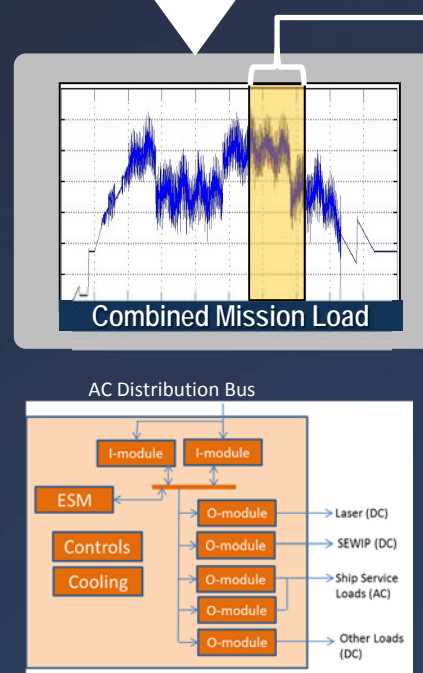 Combined Mission Load
AC Distribution Bus
I-module
I-module
ESM
O-module
Laser (DC)
Controls
O-module
SEWIP (DC)
Cooling
O-module
Ship Service
Loads (AC)
O-module
O-module
Other Loads
(DC)